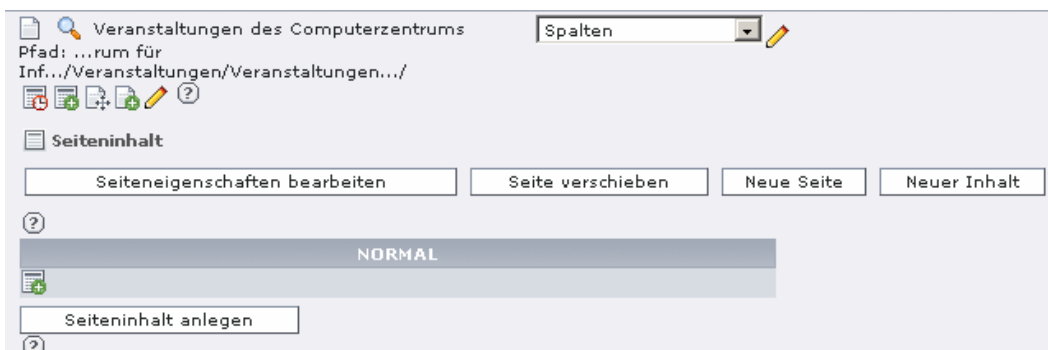 Veranstaltungen des Computerzentrums
Spalten
Pfad: ...rum für
Inf.../Veranstaltungen/Veranstaltungen.../
Seiteninhalt
Seiteneigenschaften bearbeiten
Seite verschieben
Neue Seite
Neuer Inhalt
NORMAL
Seiteninhalt anlegen